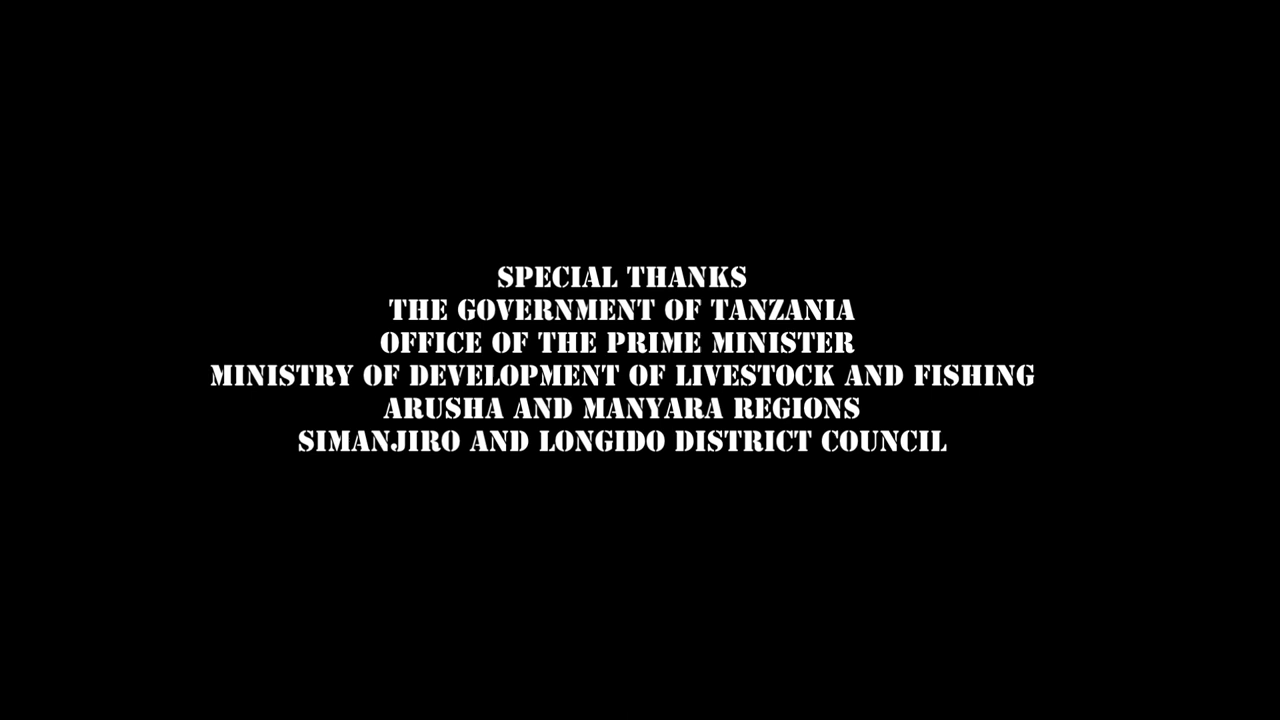 SPECIAL THANKS
THE GOVERNMENT OF TANZANIA
OFFICE OF THE PRIME MINISTER
MINISTRY OF DEVELOPMENT OF LIVESTOCK AND FISHING
ARUSHA AND MANYARA REGIONS
SIMANJIRO AND LONGIDO DISTRICT COUNCIL